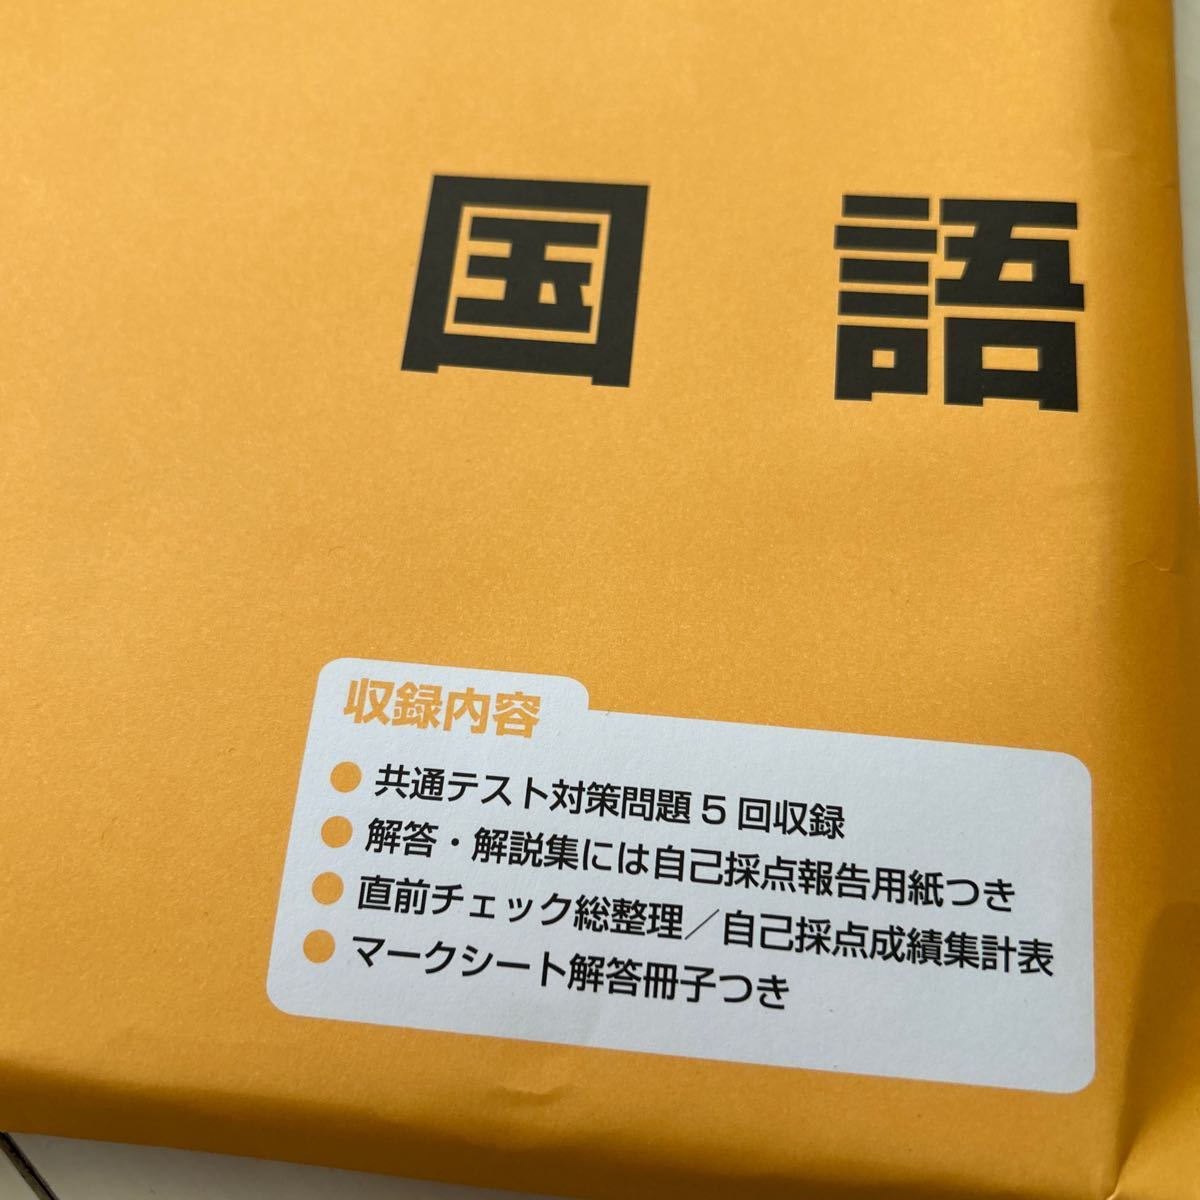 国語
収録内容
●共通テスト対策問題5回収録
●解答・解説集には自己採点報告用紙つき
●直前チェック総整理／自己採点成績集計表
●マークシート解答冊子つき